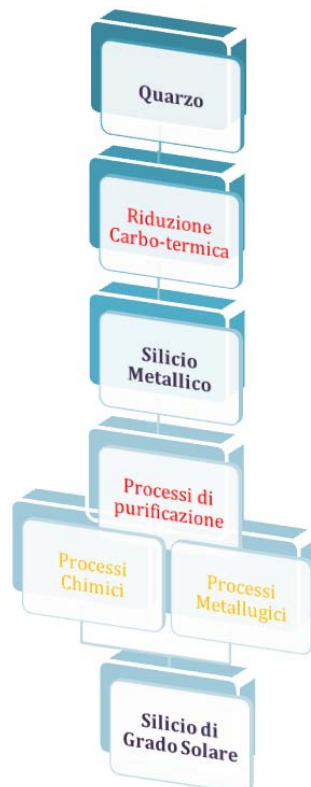 Quarzo
Riduzione
Carbo-termica
Silicio
Metallico
Processi di
purificazione
Processi
Chimici
Processi
Metallugici
Silicio di
Grado Solare